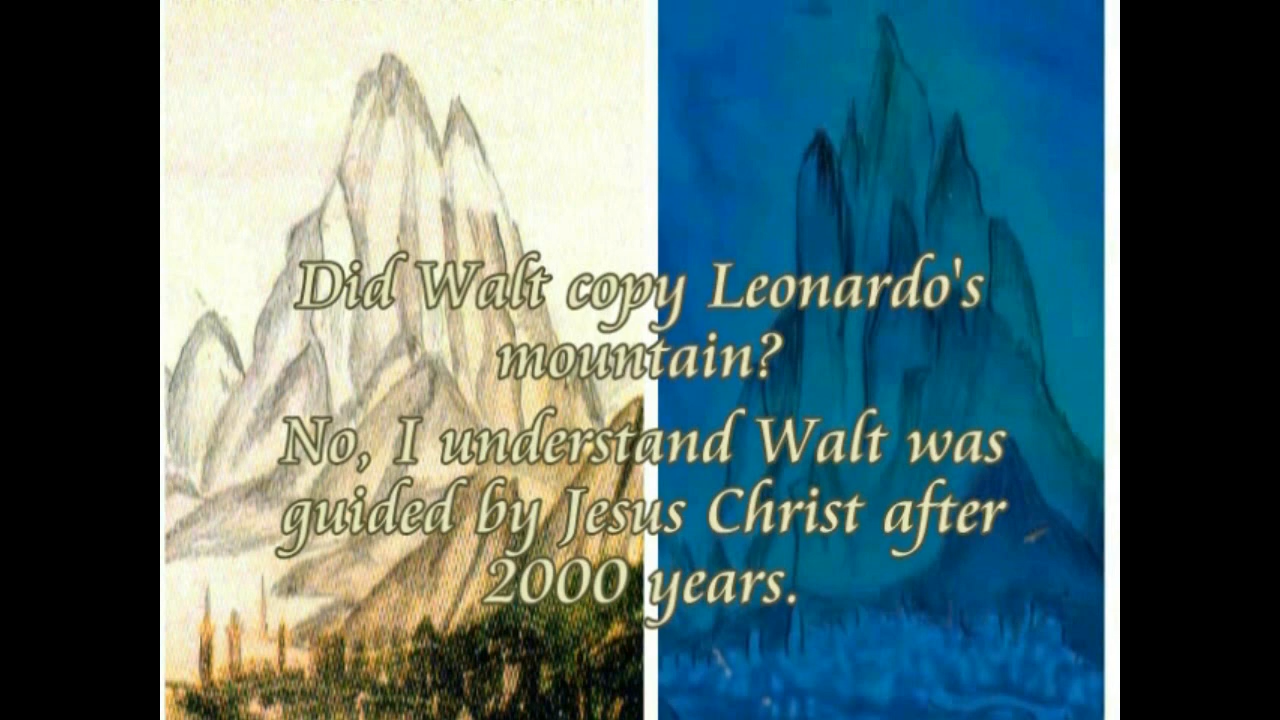 Did Walt copy Leonardo's
mountain?
No, I understand Walt was
guided by Jesus Christ after
2000 years.